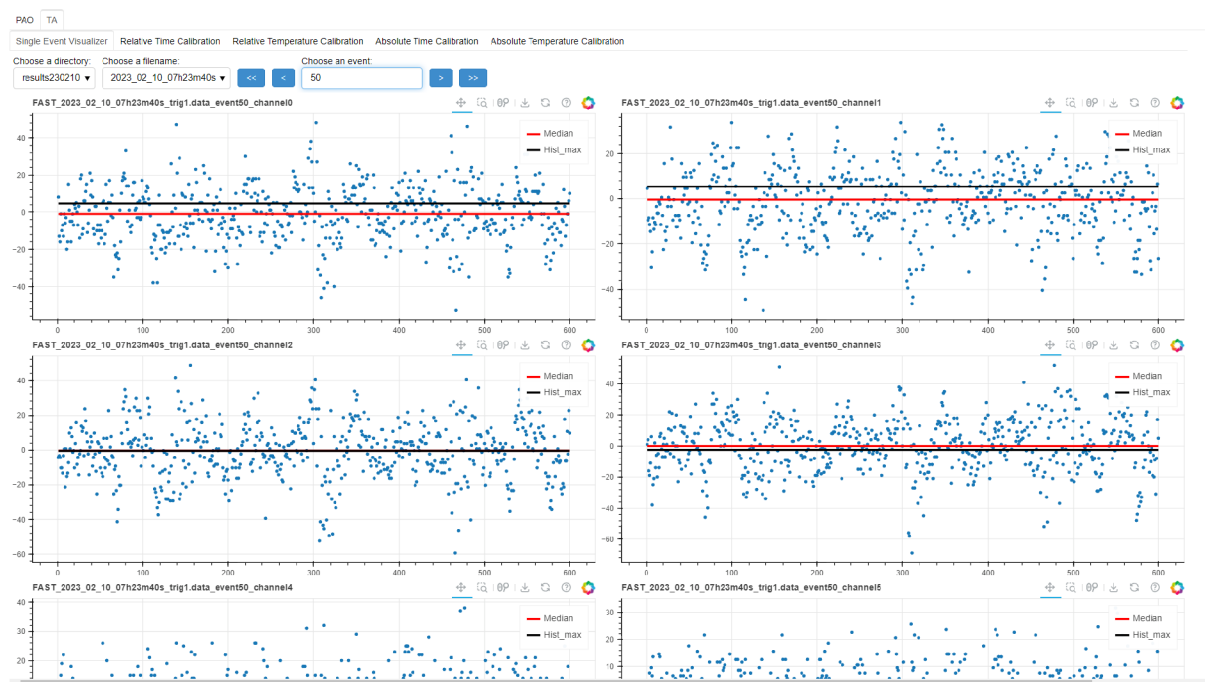 PAO TA
Single Event Visualizer Relative Time Calibration Relative Temperature Calibration Absolute Time Calibration Absolute Temperature Calibration
Choose a directory: Choose a filename: Choose an event:
results230210 2023_02_10_07h23m40s << < 50 > >>
FAST_2023_02_10_07h23m40s_trig1.data_event50_channel0
Median
Hist_max
40
20
0
−20
−40
0 100 200 300 400 500 600
FAST_2023_02_10_07h23m40s_trig1.data_event50_channel1
Median
Hist_max
20
0
−20
−40
0 100 200 300 400 500 600
FAST_2023_02_10_07h23m40s_trig1.data_event50_channel2
Median
Hist_max
40
20
0
−20
−40
−60
0 100 200 300 400 500 600
FAST_2023_02_10_07h23m40s_trig1.data_event50_channel3
Median
Hist_max
40
20
0
−20
−40
−60
0 100 200 300 400 500 600
FAST_2023_02_10_07h23m40s_trig1.data_event50_channel4
Median
Hist_max
40
30
20
FAST_2023_02_10_07h23m40s_trig1.data_event50_channel5
Median
Hist_max
30
20
10